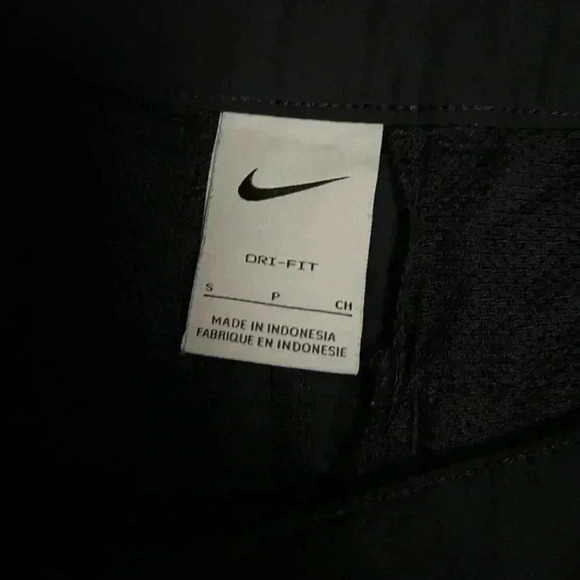 DRI-FIT
S P CH
MADE IN INDONESIA
FABRIQUE EN INDONESIE